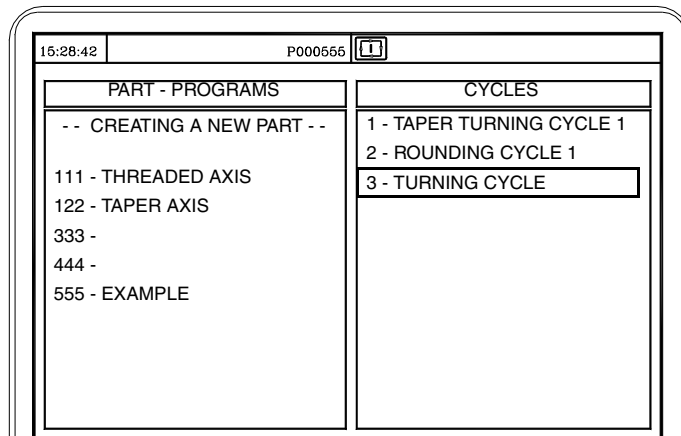 15:28:42 P000555
PART - PROGRAMS
- - CREATING A NEW PART - -
111 - THREADED AXIS
122 - TAPER AXIS
333 -
444 -
555 - EXAMPLE
CYCLES
1 - TAPER TURNING CYCLE 1
2 - ROUNDING CYCLE 1
3 - TURNING CYCLE